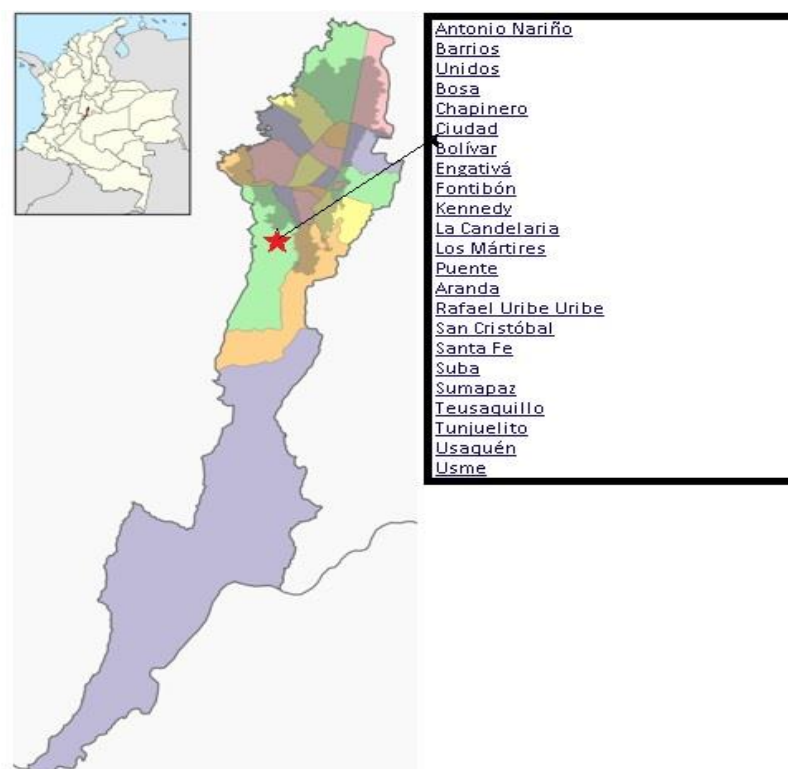 Antonio Nariño
Barrios
Unidos
Bosa
Chapinero
Ciudad
Bolívar
Engativá
Fontibón
Kennedy
La Candelaria
Los Mártires
Puente
Aranda
Rafael Uribe Uribe
San Cristóbal
Santa Fe
Suba
Sumapaz
Teusaquillo
Tunjuelito
Usaquén
Usme